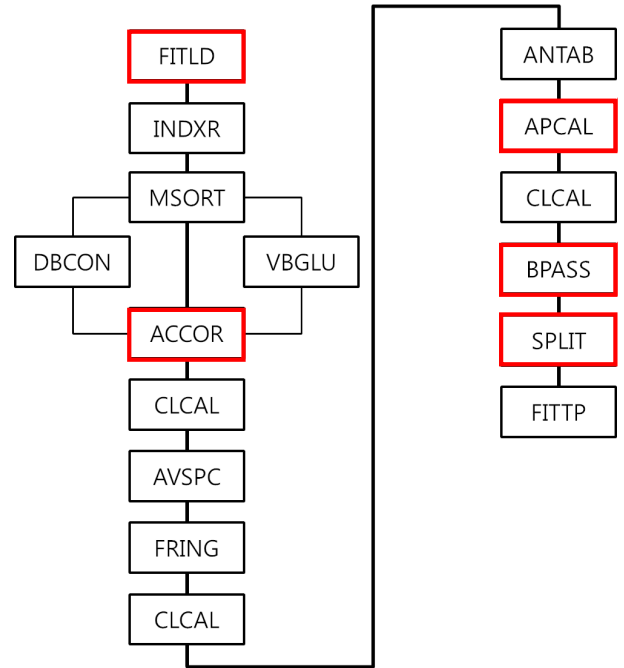 FITLD
INDXR
MSORT
DBCON
VBGLU
ACCOR
CLCAL
AVSPC
FRING
CLCAL
ANTAB
APCAL
CLCAL
BPASS
SPLIT
FITTP